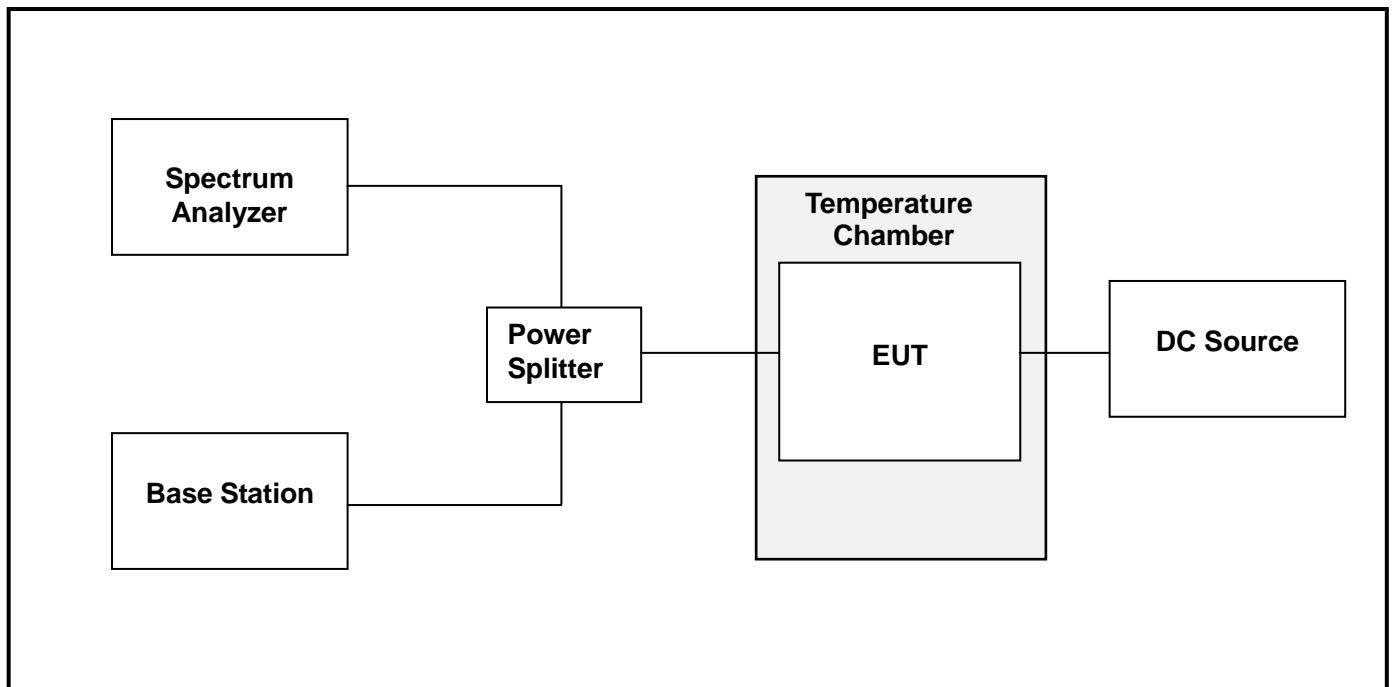 Spectrum
Analyzer
Temperature
Chamber
Power
Splitter
EUT
DC Source
Base Station